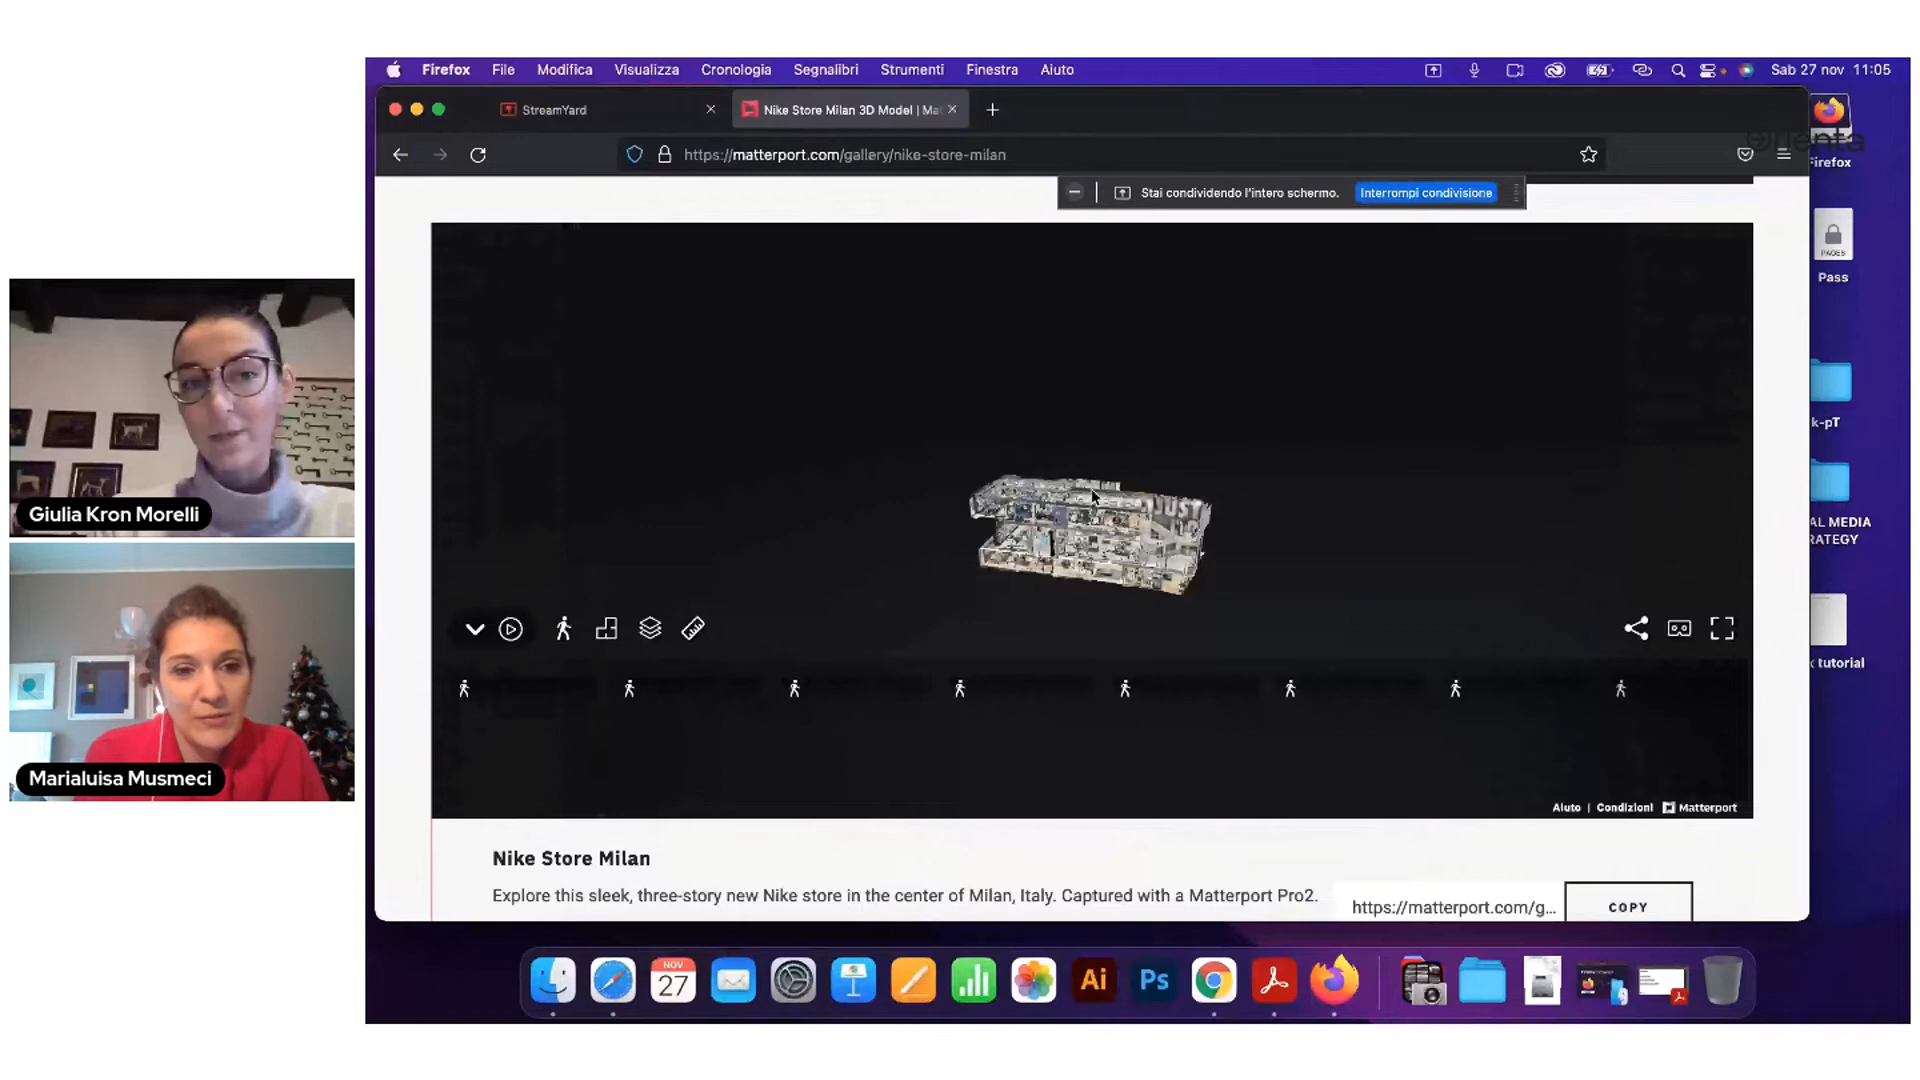 Firefox File Modifica Visualizza Cronologia Segnalibri Strumenti Finestra Aiuto Sab 27 nov 11:05
StreamYard
Nike Store Milan 3D Model | Mat
https://matterport.com/gallery/nike-store-milan
orienta
Firefox
Stai condividendo l'intero schermo. Interrompi condivisione
PAGES
Pass
k-pT
AL MEDIA
RATEGY
k tutorial
JUST
Giulia Kron Morelli
Marialuisa Musmeci
Aiuto | Condizioni Matterport
Nike Store Milan
Explore this sleek, three-story new Nike store in the center of Milan, Italy. Captured with a Matterport Pro2.
https://matterport.com/g...
COPY
NOV
27
Ai
Ps